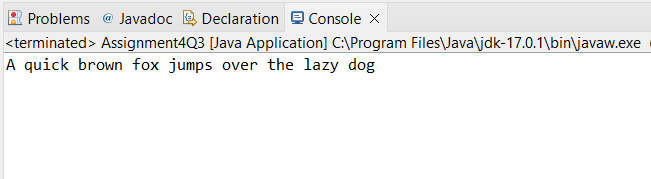 Problems @ Javadoc Declaration Console
<terminated> Assignment4Q3 [Java Application] C:\Program Files\Java\jdk-17.0.1\bin\javaw.exe
A quick brown fox jumps over the lazy dog